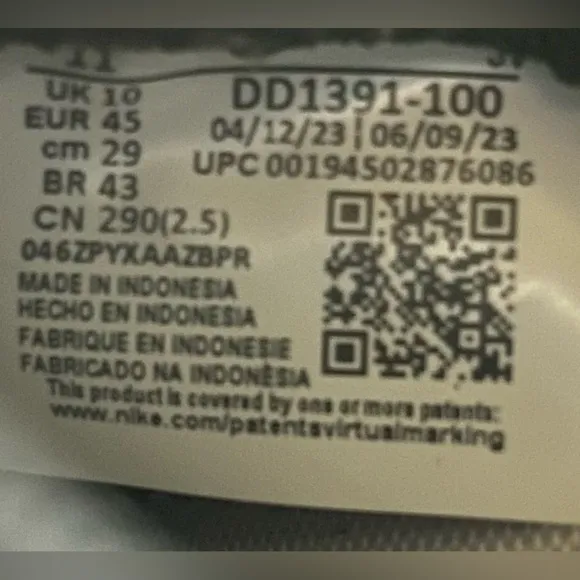 11
UK 10
EUR 45
cm 29
BR 43
CN 290(2.5)
046ZPYXAAZBPR
MADE IN INDONESIA
HECHO EN INDONESIA
FABRIQUE EN INDONESIE
FABRICADO NA INDONÉSIA
DD1391-100
04/12/23 | 06/09/23
UPC 00194502876086
This product is covered by one or more patents:
www.nike.com/patentsvirtualmarking